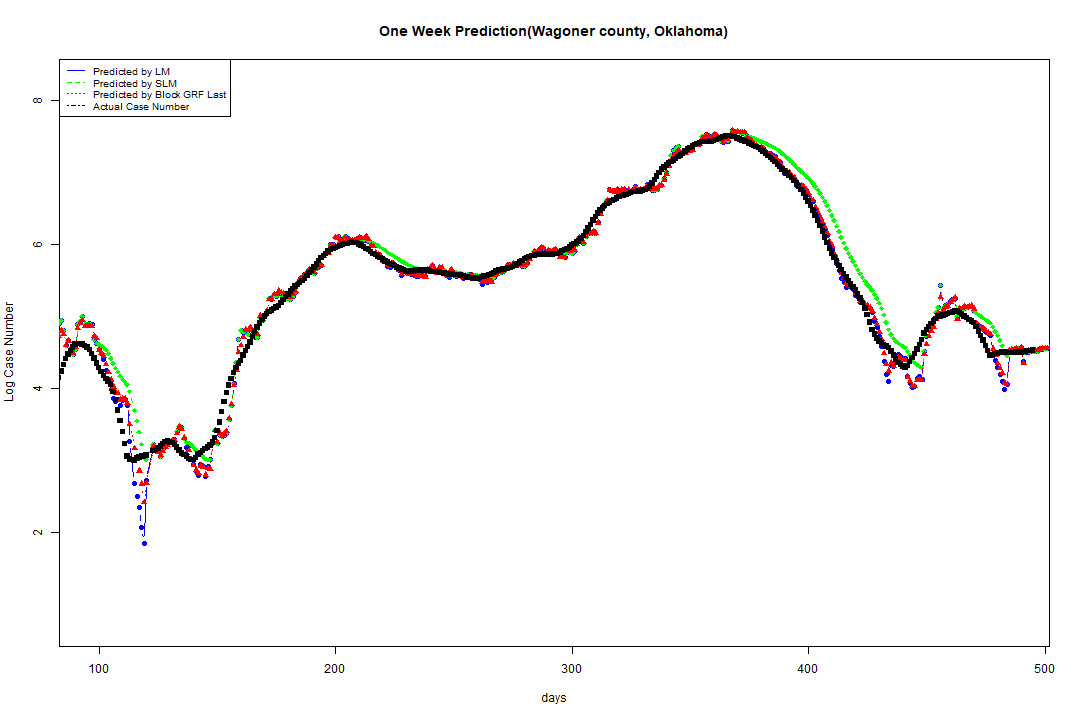 One Week Prediction(Wagoner county, Oklahoma)
Predicted by LM
Predicted by SLM
Predicted by Block GRF Last
Actual Case Number
8
6
4
2
Log Case Number
100 200 300 400 500
days